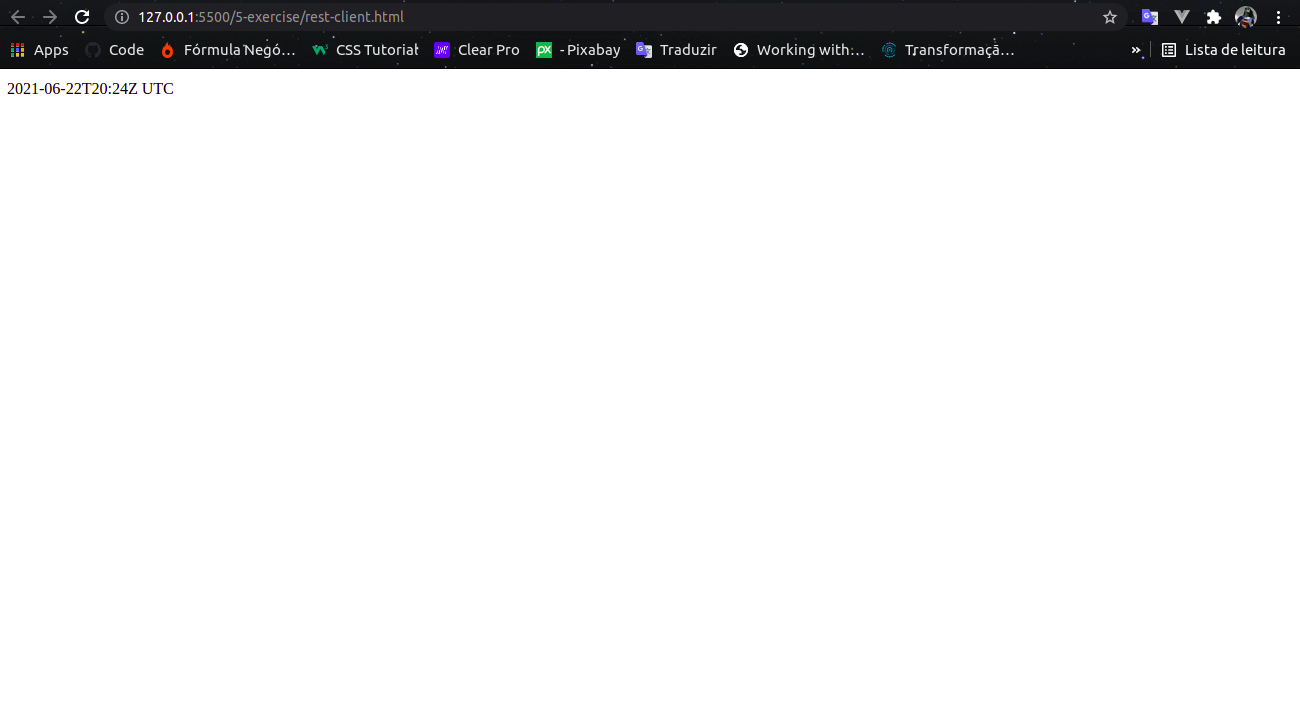 127.0.0.1:5500/5-exercise/rest-client.html
Apps Code Fórmula Negó... CSS Tutorial Clear Pro - Pixabay Traduzir Working with... Transformaçã... » Lista de leitura
2021-06-22T20:24Z UTC